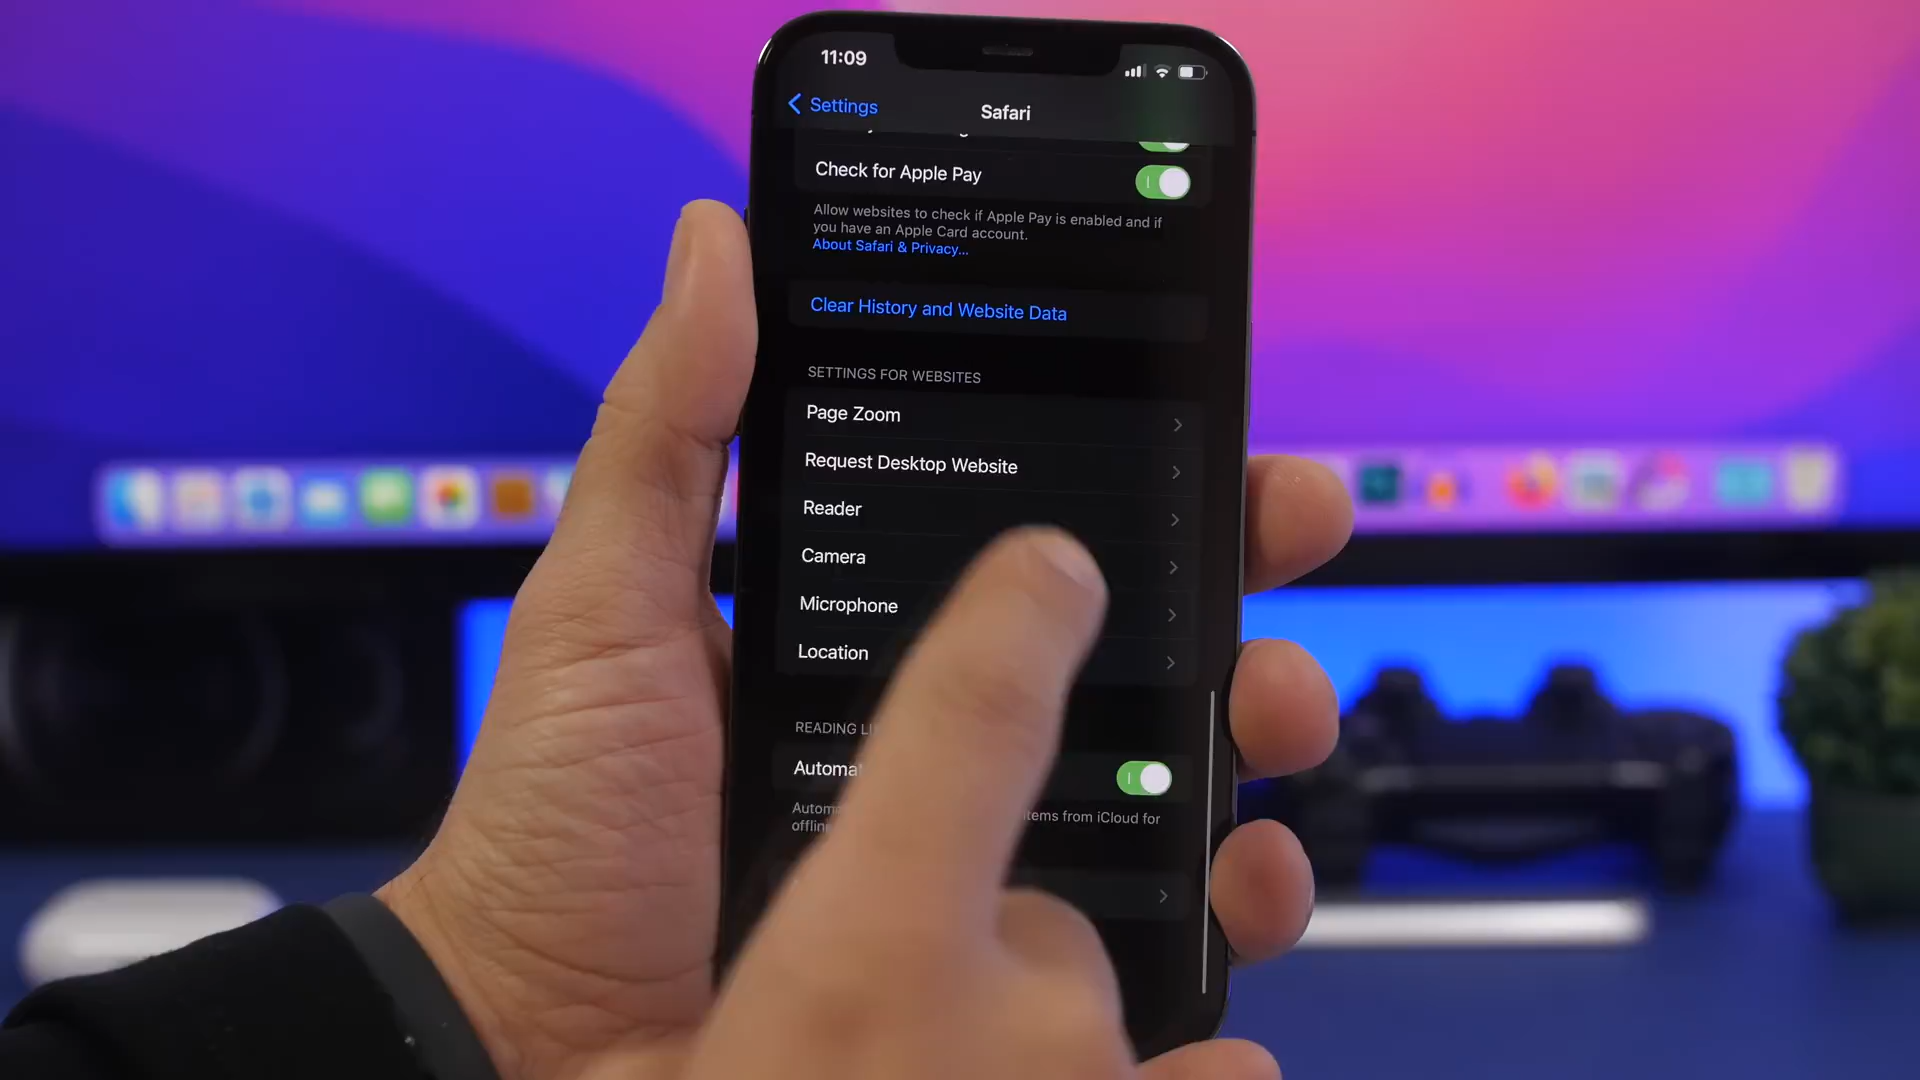 11:09
Settings
Safari
Check for Apple Pay
Allow websites to check if Apple Pay is enabled and if
you have an Apple Card account.
About Safari & Privacy...
Clear History and Website Data
SETTINGS FOR WEBSITES
Page Zoom
Request Desktop Website
Reader
Camera
Microphone
Location
READING
items from iCloud for